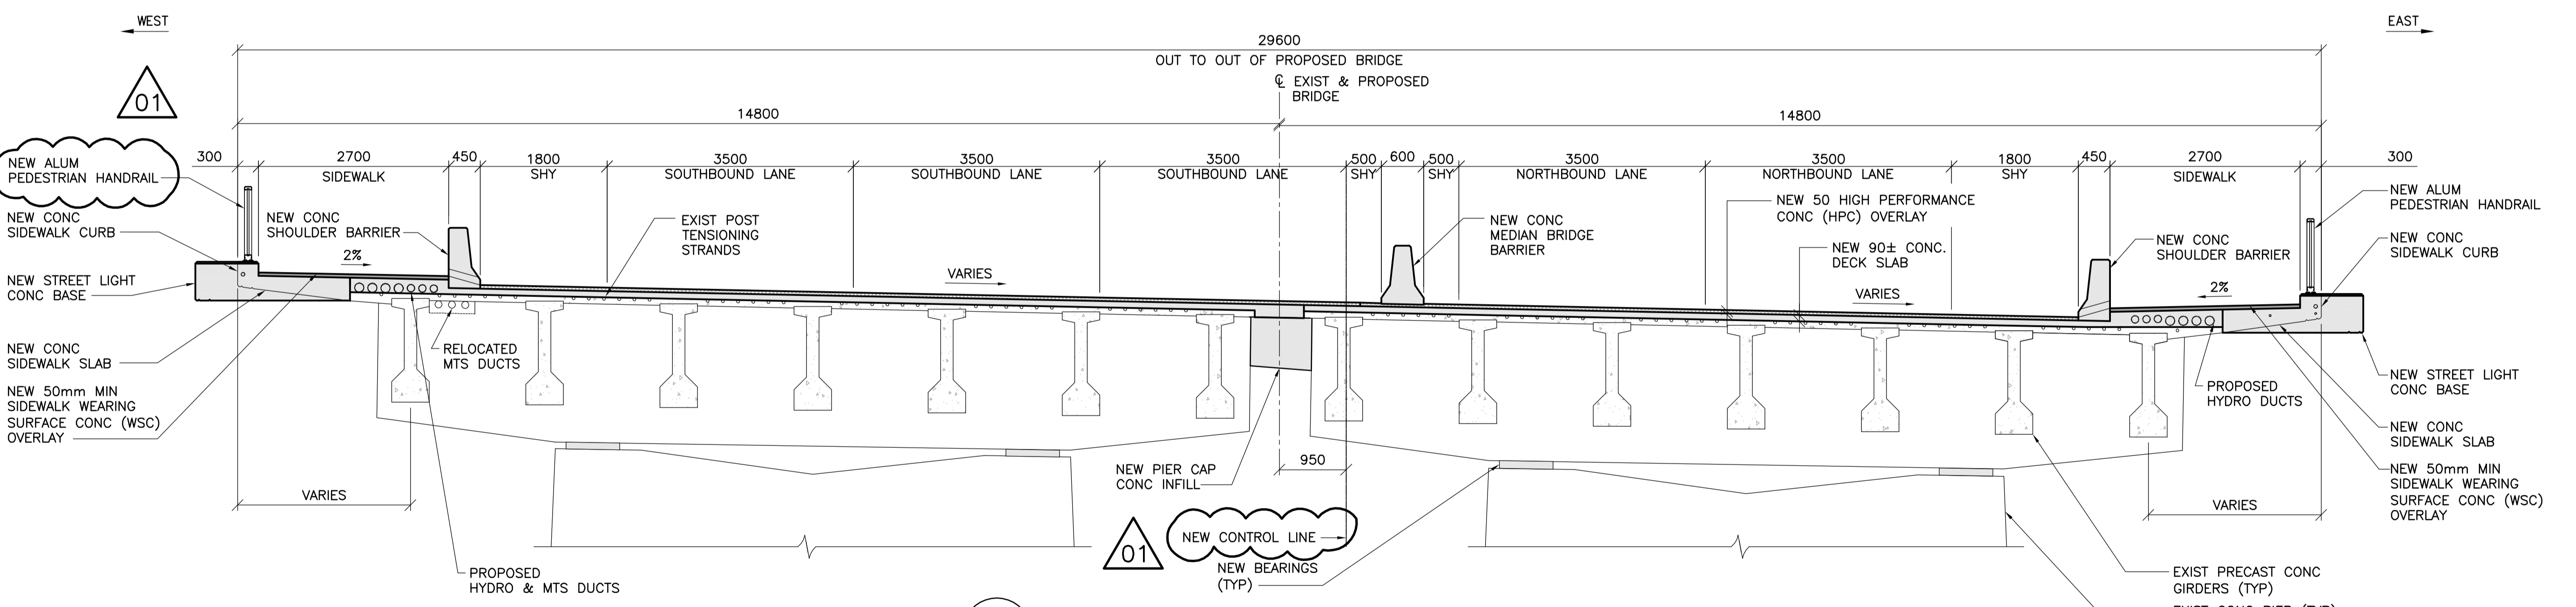 WEST
EAST
29600
OUT TO OUT OF PROPOSED BRIDGE
℄ EXIST & PROPOSED
BRIDGE
01
14800
14800
300
2700
SIDEWALK
450
1800
SHY
3500
SOUTHBOUND LANE
3500
SOUTHBOUND LANE
3500
SOUTHBOUND LANE
500
SHY
600
500
SHY
3500
NORTHBOUND LANE
3500
NORTHBOUND LANE
1800
SHY
450
2700
SIDEWALK
300
NEW ALUM
PEDESTRIAN HANDRAIL
NEW CONC
SIDEWALK CURB
NEW CONC
SHOULDER BARRIER
2%
NEW STREET LIGHT
CONC BASE
NEW CONC
SIDEWALK SLAB
NEW 50mm MIN
SIDEWALK WEARING
SURFACE CONC (WSC)
OVERLAY
EXIST POST
TENSIONING
STRANDS
VARIES
RELOCATED
MTS DUCTS
VARIES
PROPOSED
HYDRO & MTS DUCTS
NEW PIER CAP
CONC INFILL
950
01
NEW CONTROL LINE
NEW BEARINGS
(TYP)
NEW CONC
MEDIAN BRIDGE
BARRIER
NEW 50 HIGH PERFORMANCE
CONC (HPC) OVERLAY
NEW 90± CONC.
DECK SLAB
VARIES
NEW CONC
SHOULDER BARRIER
2%
NEW ALUM
PEDESTRIAN HANDRAIL
NEW CONC
SIDEWALK CURB
PROPOSED
HYDRO DUCTS
NEW STREET LIGHT
CONC BASE
NEW CONC
SIDEWALK SLAB
NEW 50mm MIN
SIDEWALK WEARING
SURFACE CONC (WSC)
OVERLAY
VARIES
EXIST PRECAST CONC
GIRDERS (TYP)